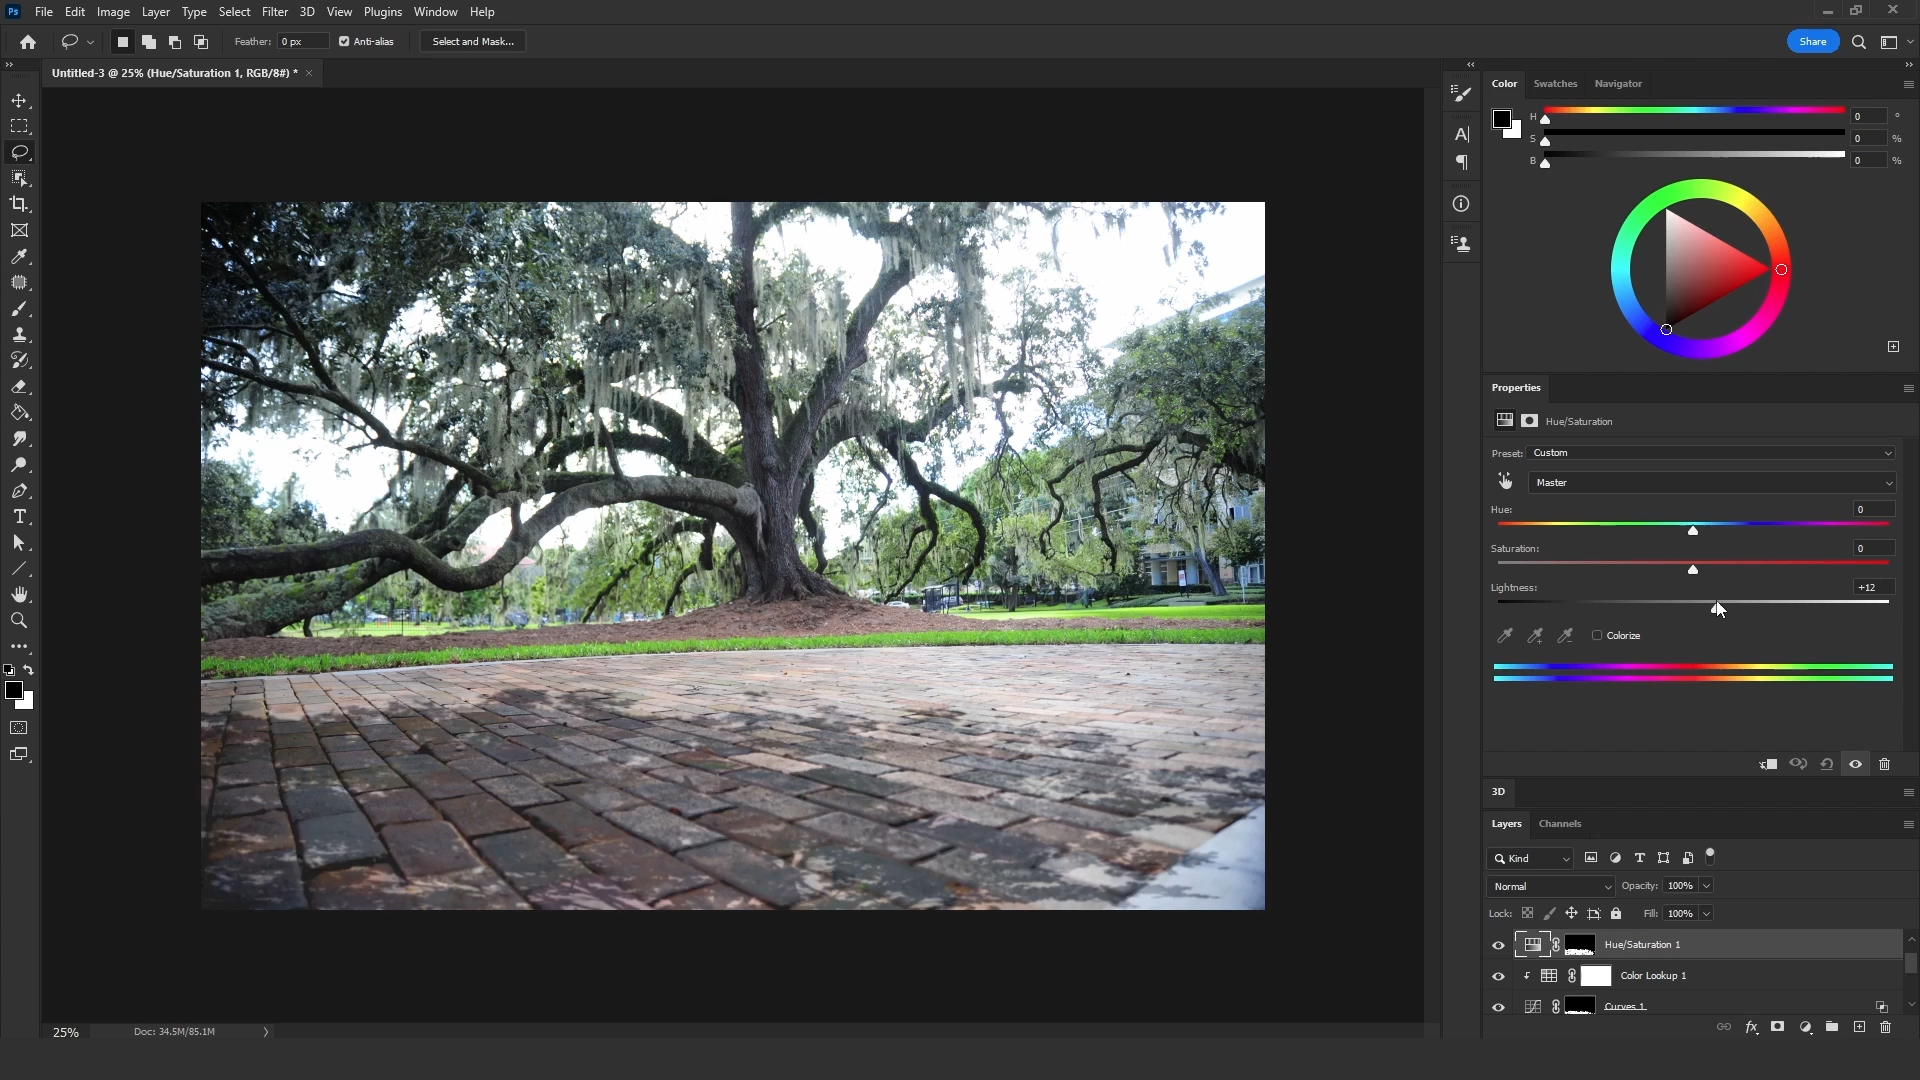 Ps File Edit Image Layer Type Select Filter 3D View Plugins Window Help
Feather: 0 px Anti-alias Select and Mask... Share
Untitled-3 @ 25% (Hue/Saturation 1, RGB/8#) * ×
Color Swatches Navigator
H 0 °
S 0 %
B 0 %
Properties
Hue/Saturation
Preset: Custom
Master
Hue: 0
Saturation: 0
Lightness: +12
Colorize
3D
Layers Channels
Kind
Normal Opacity: 100%
Lock: Fill: 100%
Hue/Saturation 1
Color Lookup 1
Curves 1
25% Doc: 34.5M/85.1M